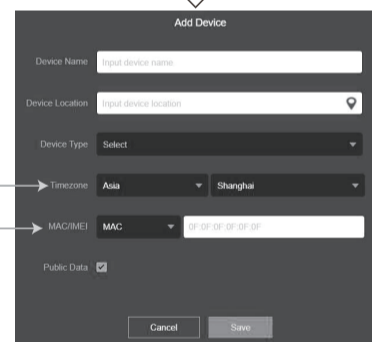 Add Device
Device Name Input device name
Device Location Input device location
Device Type Select
Timezone Asia Shanghai
MAC/IMEI MAC 0F:0F:0F:0F:0F:0F
Public Data
Cancel Save